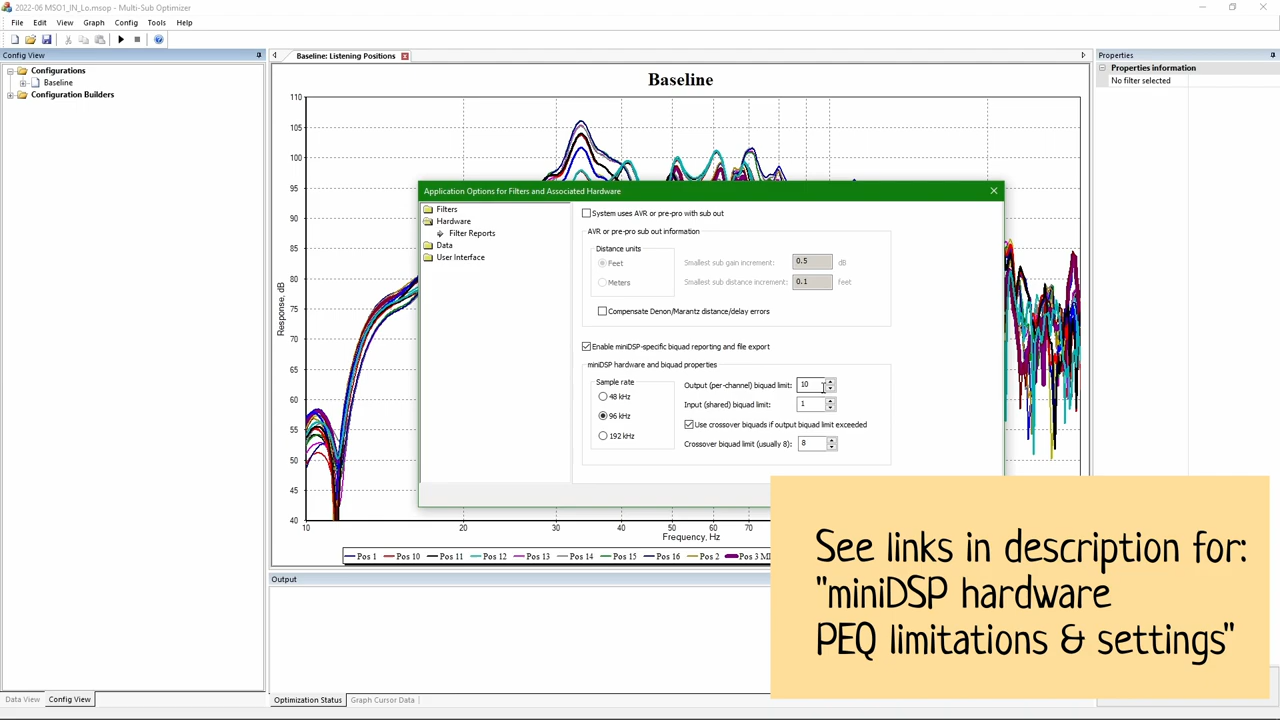 2022-06 MSO1_IN_Lo.msop - Multi-Sub Optimizer
File Edit View Graph Config Tools Help
Config View
Configurations
Baseline
Configuration Builders
Data View
Config View
Baseline: Listening Positions
Baseline
Response, dB
110
105
100
95
90
85
80
75
70
65
60
55
50
45
40
10 20 30 40 50 60 70
Frequency, Hz
Pos 1 Pos 10 Pos 11 Pos 12 Pos 13 Pos 14 Pos 15 Pos 16 Pos 2 Pos 3 MI
Output
Optimization Status
Graph Cursor Data
Properties
Properties information
No filter selected
Application Options for Filters and Associated Hardware
Filters
Hardware
Filter Reports
Data
User Interface
System uses AVR or pre-pro with sub out
AVR or pre-pro sub out information
Distance units
Feet
Meters
Smallest sub gain increment: 0.5 dB
Smallest sub distance increment: 0.1 feet
Compensate Denon/Marantz distance/delay errors
Enable miniDSP-specific biquad reporting and file export
miniDSP hardware and biquad properties
Sample rate
48 kHz
96 kHz
192 kHz
Output (per-channel) biquad limit: 10
Input (shared) biquad limit: 1
Use crossover biquads if output biquad limit exceeded
Crossover biquad limit (usually 8): 8
See links in description for:
"miniDSP hardware
PEQ limitations & settings"